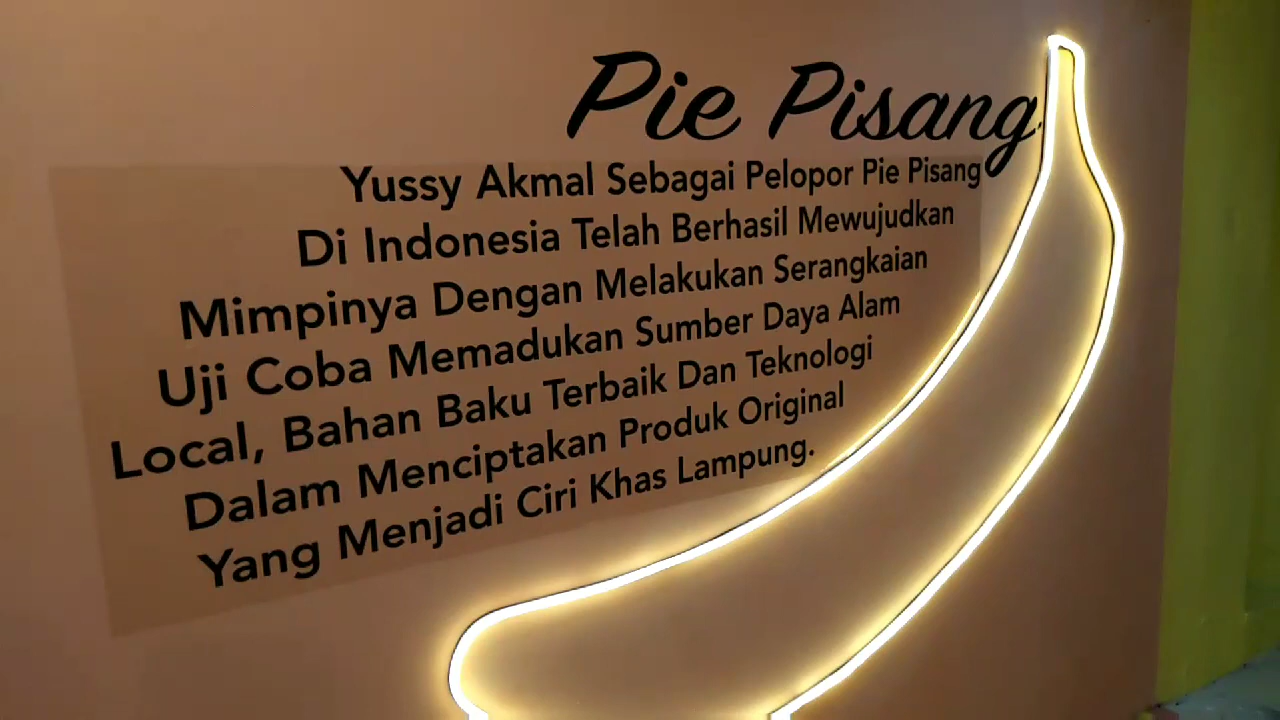 Pie Pisang
Yussy Akmal Sebagai Pelopor Pie Pisang
Di Indonesia Telah Berhasil Mewujudkan
Mimpinya Dengan Melakukan Serangkaian
Uji Coba Memadukan Sumber Daya Alam
Local, Bahan Baku Terbaik Dan Teknologi
Dalam Menciptakan Produk Original
Yang Menjadi Ciri Khas Lampung.